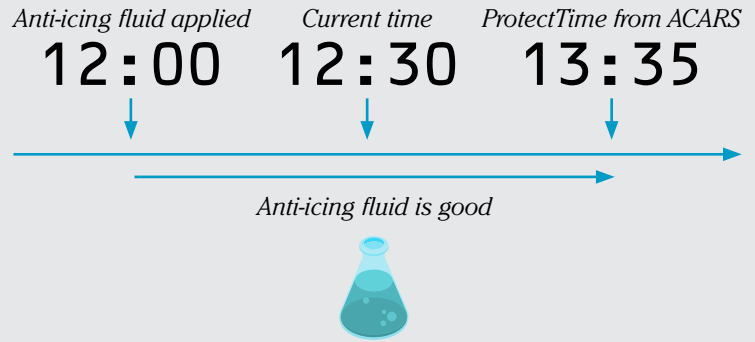 Anti-icing fluid applied
12:00
Current time
12:30
ProtectTime from ACARS
13:35
Anti-icing fluid is good